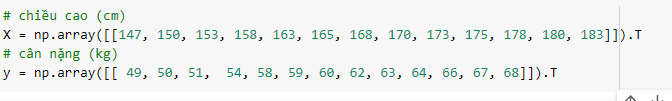 # chiều cao (cm)
X = np.array([[147, 150, 153, 158, 163, 165, 168, 170, 173, 175, 178, 180, 183]]).T
# cân nặng (kg)
y = np.array([[ 49, 50, 51,  54, 58, 59, 60, 62, 63, 64, 66, 67, 68]]).T